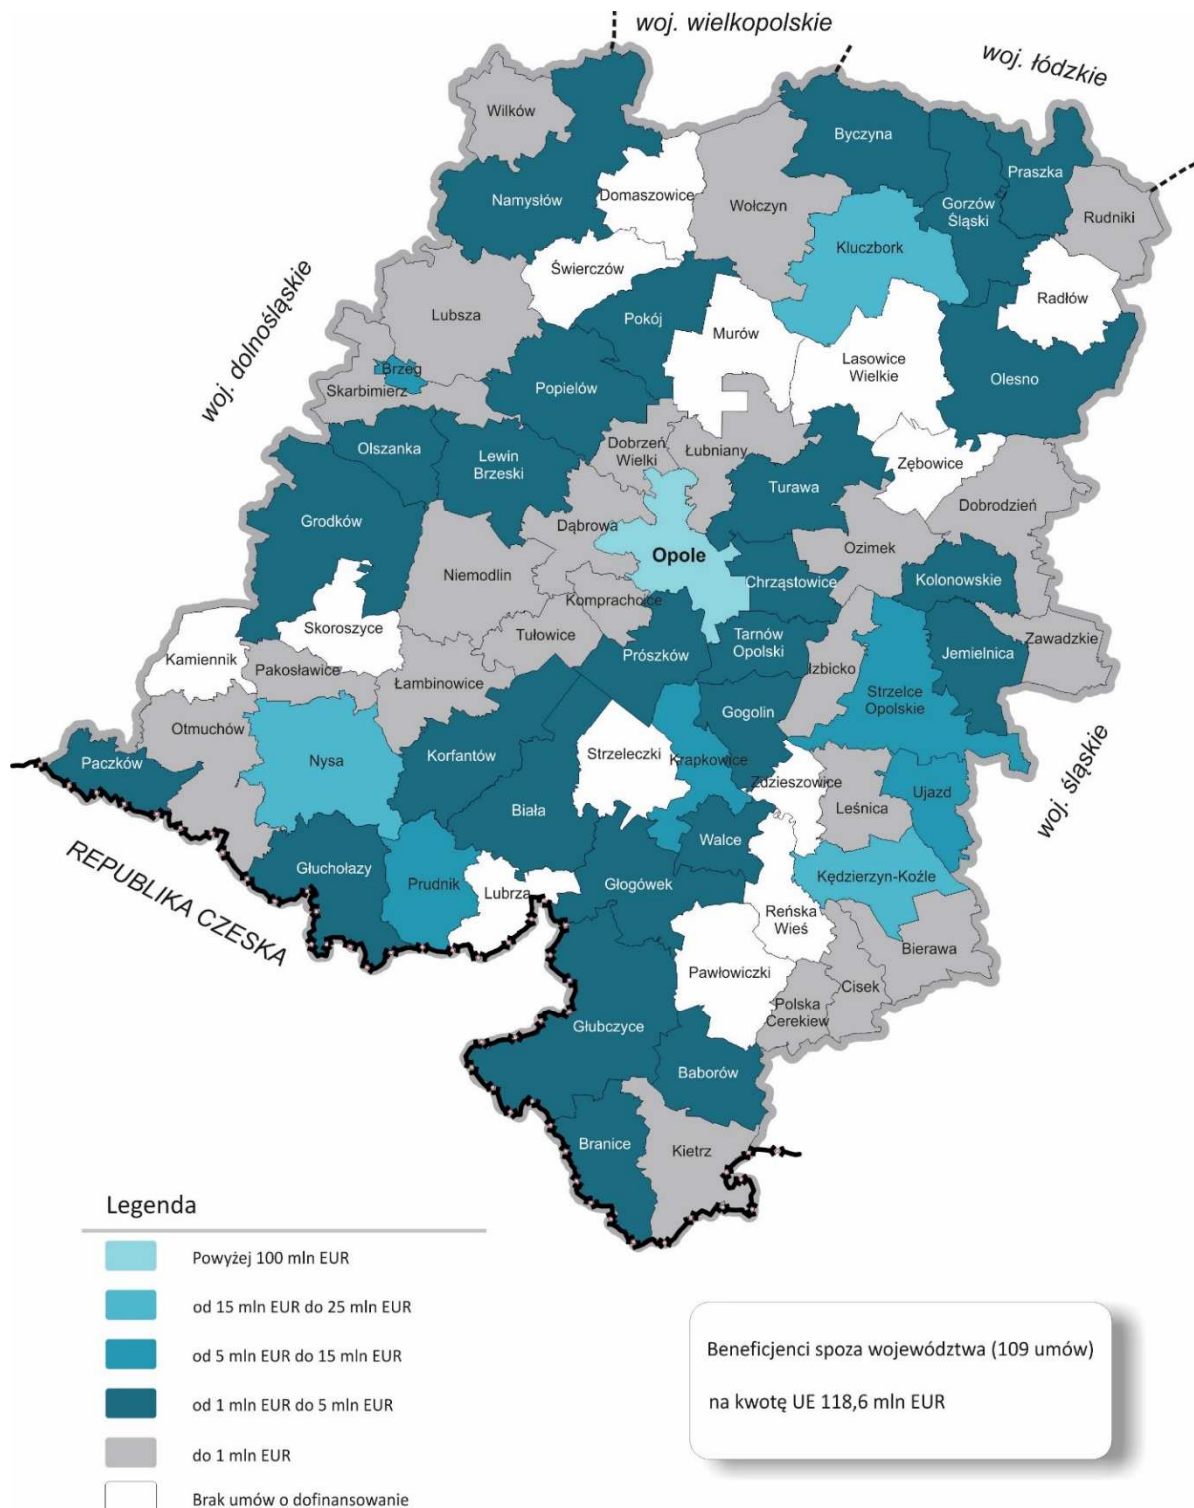 woj. wielkopolskie
woj. łódzkie
Wilków
Byczyna
Praszka
Namysłów
Domaszowice
Wołczyn
Gorzów
Śląski
Rudniki
Kluczbork
Świerczów
Radłów
woj. dolnośląskie
Lubsza
Pokój
Murów
Lasowice
Wielkie
Brzeg
Skarbimierz
Popielów
Olesno
Olszanka
Lewin
Brzeski
Dobrzeń
Wielki
Łubniany
Zębowice
Turawa
Dobrodzień
Grodków
Dąbrowa
Opole
Ozimek
Niemodlin
Chrząstowice
Kolonowskie
Komprachcice
Skoroszyce
Tułowice
Prószków
Tarnów
Opolski
Zawadzkie
Kamiennik
Pakosławice
Izbicko
Jemielnica
Łambinowice
Strzelce
Opolskie
Otmuchów
Gogolin
Paczków
Nysa
Korfantów
Strzeleczki
Krapkowice
Zdzieszowice
woj. śląskie
Ujazd
Leśnica
Biała
Walce
REPUBLIKA CZESKA
Głuchołazy
Prudnik
Lubrza
Głogówek
Kędzierzyn-Koźle
Reńska
Wieś
Bierawa
Pawłowiczki
Cisek
Polska
Cerekiew
Głubczyce
Baborów
Branice
Kietrz
Legenda
Powyżej 100 mln EUR
od 15 mln EUR do 25 mln EUR
od 5 mln EUR do 15 mln EUR
od 1 mln EUR do 5 mln EUR
do 1 mln EUR
Brak umów o dofinansowanie
Beneficjenci spoza województwa (109 umów)
na kwotę UE 118,6 mln EUR